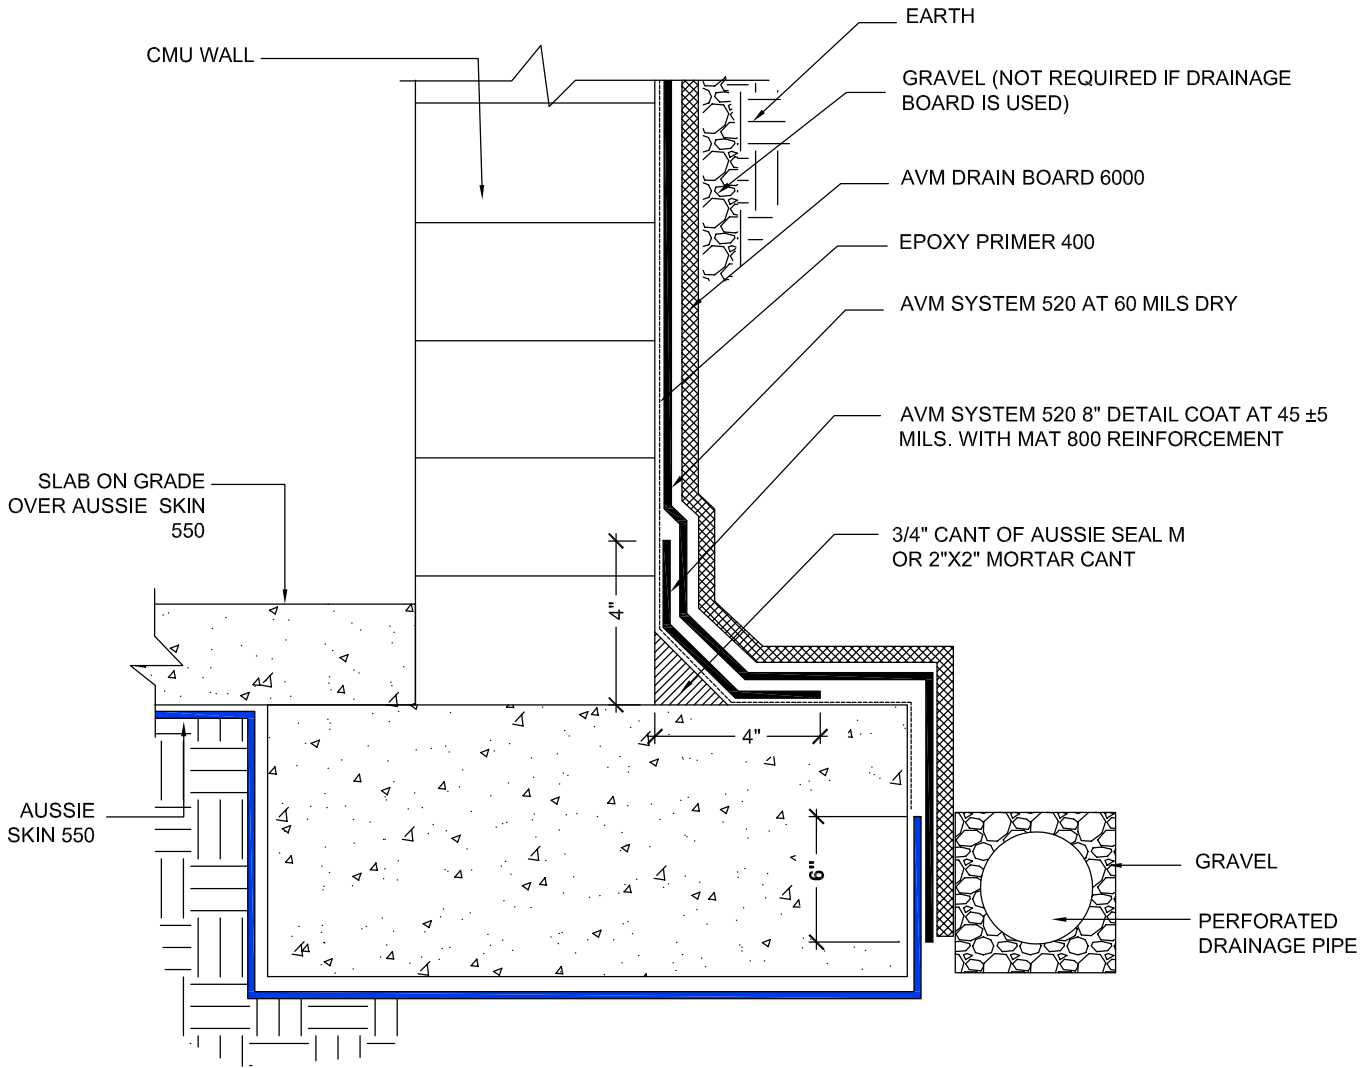 EARTH
CMU WALL
GRAVEL (NOT REQUIRED IF DRAINAGE
BOARD IS USED)
AVM DRAIN BOARD 6000
EPOXY PRIMER 400
AVM SYSTEM 520 AT 60 MILS DRY
AVM SYSTEM 520 8" DETAIL COAT AT 45 ±5
MILS. WITH MAT 800 REINFORCEMENT
SLAB ON GRADE
OVER AUSSIE SKIN
550
3/4" CANT OF AUSSIE SEAL M
OR 2"X2" MORTAR CANT
4"
4"
AUSSIE
SKIN 550
6"
GRAVEL
PERFORATED
DRAINAGE PIPE